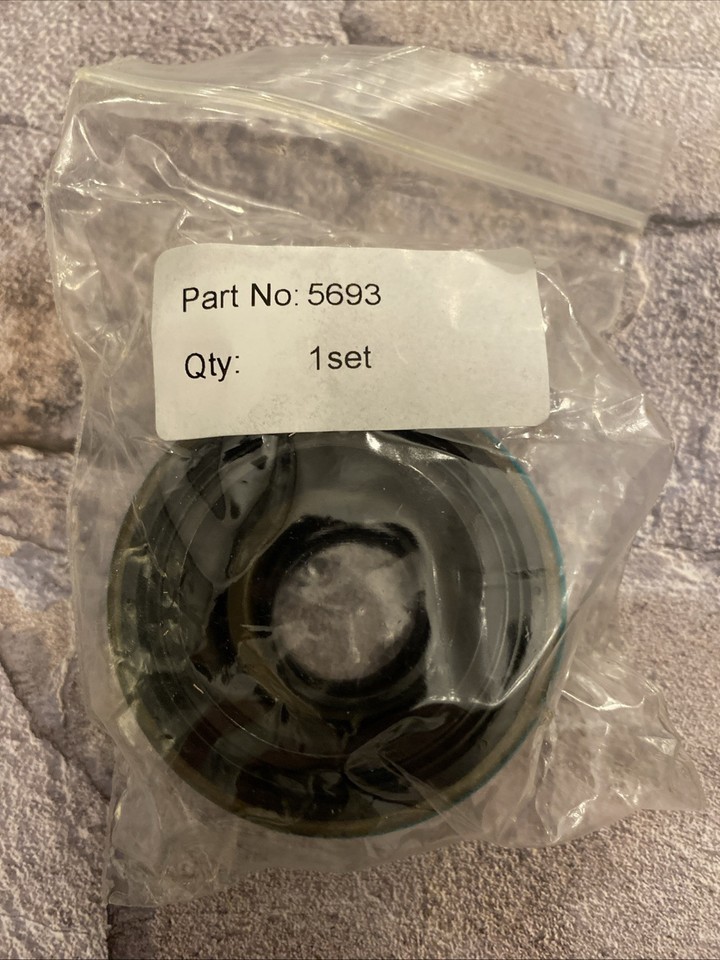 Part No: 5693
Qty: 1set